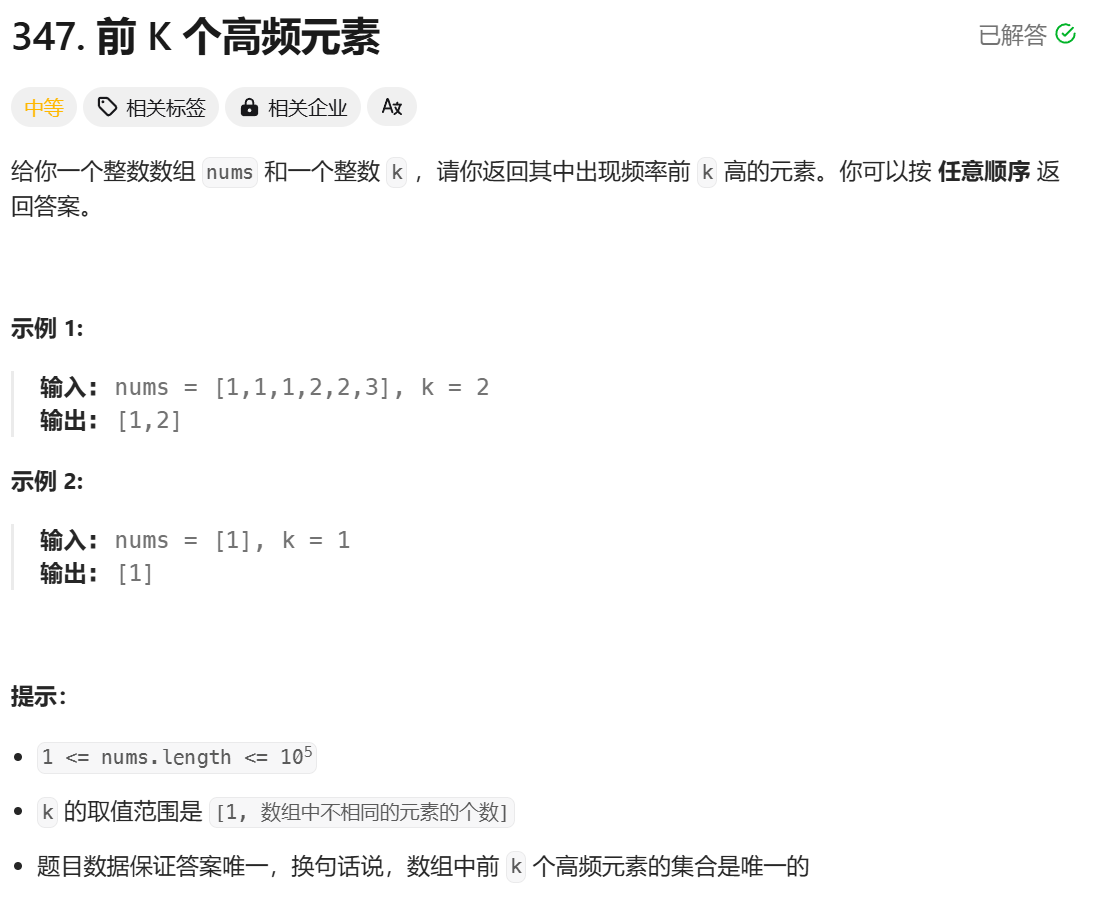 347. 前 K 个高频元素
已解答
中等
相关标签
相关企业
给你一个整数数组 nums 和一个整数 k ，请你返回其中出现频率前 k 高的元素。你可以按 任意顺序 返
回答案。
示例 1:
输入: nums = [1,1,1,2,2,3], k = 2
输出: [1,2]
示例 2:
输入: nums = [1], k = 1
输出: [1]
提示：
1 <= nums.length <= 10⁵
k 的取值范围是 [1, 数组中不相同的元素的个数]
题目数据保证答案唯一，换句话说，数组中前 k 个高频元素的集合是唯一的